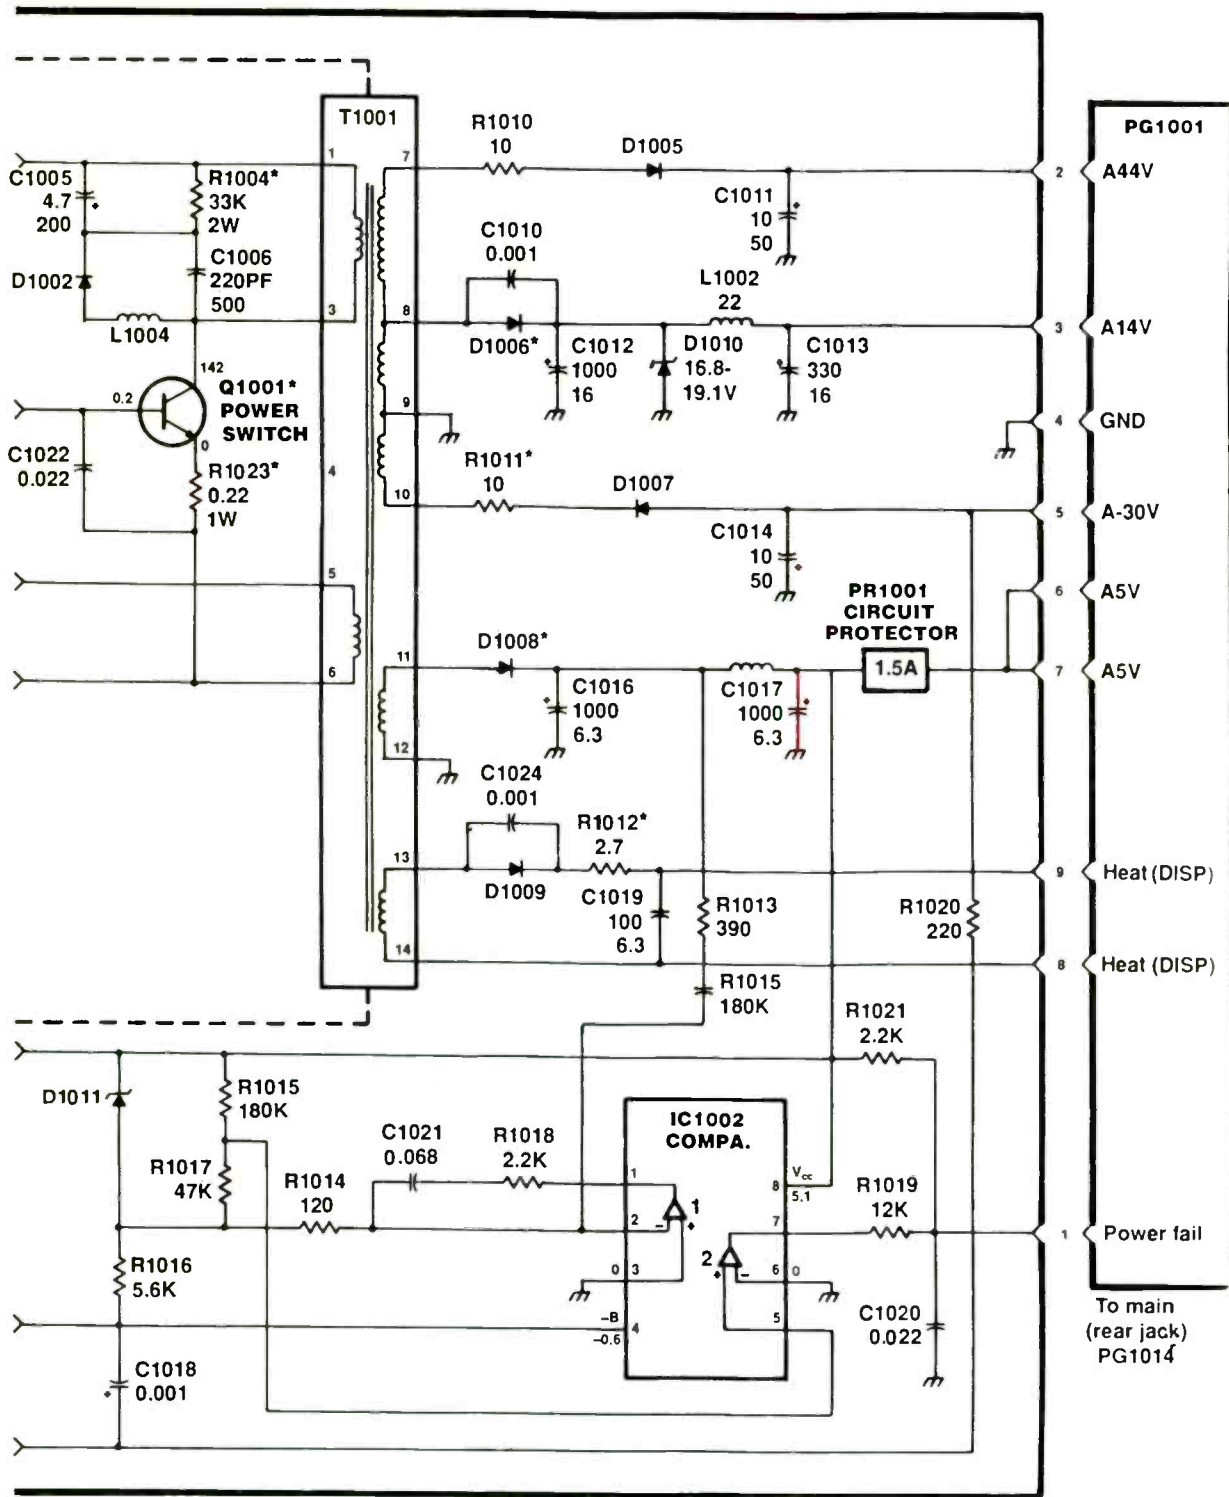 T1001
PG1001
1
7
R1010
10
D1005
2
A44V
C1005
4.7
200
R1004*
33K
2W
C1011
10
50
C1010
0.001
D1002
C1006
220PF
500
L1002
22
L1004
3
8
D1006*
C1012
1000
16
D1010
16.8-
19.1V
C1013
330
16
3
A14V
142
0.2
Q1001*
POWER
SWITCH
0
9
4
GND
C1022
0.022
R1023*
0.22
1W
4
10
R1011*
10
D1007
5
A-30V
C1014
10
50
5
6
A5V
PR1001
CIRCUIT
PROTECTOR
1.5A
6
11
D1008*
7
A5V
C1016
1000
6.3
C1017
1000
6.3
12
C1024
0.001
R1012*
2.7
13
D1009
9
Heat (DISP)
C1019
100
6.3
R1013
390
R1020
220
14
8
Heat (DISP)
R1015
180K
R1021
2.2K
D1011
R1015
180K
IC1002
COMPA.
C1021
0.068
R1018
2.2K
R1017
47K
R1014
120
1
8
Vcc
5.1
R1019
12K
2
-
1
+
7
1
Power fail
R1016
5.6K
0
3
2
+
-
6
0
-B
-0.6
4
5
C1020
0.022
To main
(rear jack)
PG1014
C1018
0.001